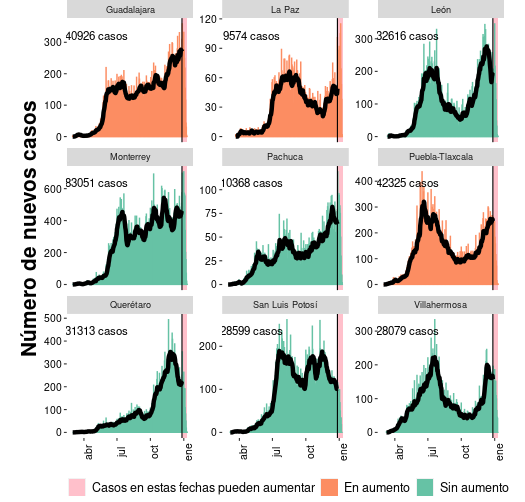 Número de nuevos casos
Guadalajara
La Paz
León
40926 casos
9574 casos
32616 casos
300
200
100
0
120
90
60
30
0
300
200
100
0
Monterrey
Pachuca
Puebla-Tlaxcala
83051 casos
10368 casos
42325 casos
600
400
200
0
100
75
50
25
0
400
300
200
100
0
Querétaro
San Luis Potosí
Villahermosa
31313 casos
28599 casos
28079 casos
500
400
300
200
100
0
200
100
0
300
200
100
0
abr
jul
oct
ene
abr
jul
oct
ene
abr
jul
oct
ene
Casos en estas fechas pueden aumentar
En aumento
Sin aumento